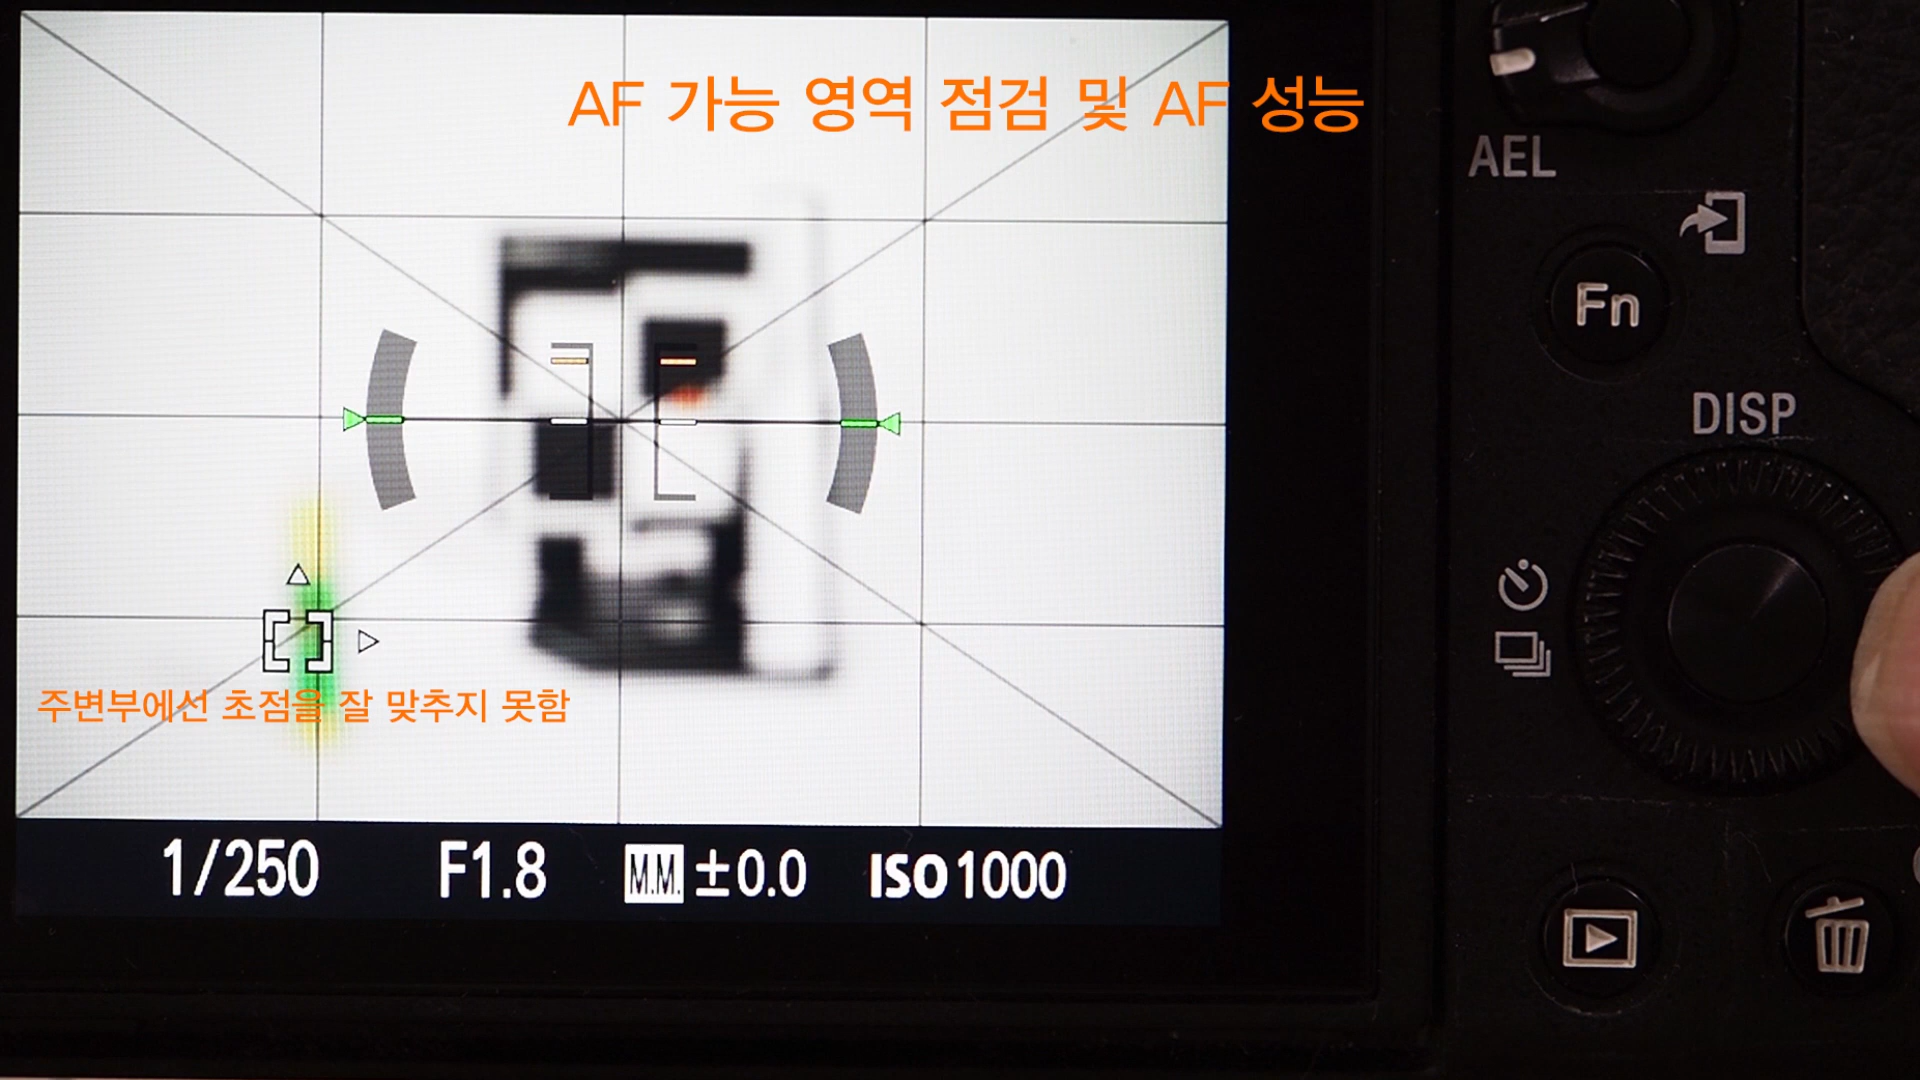 AF 가능 영역 점검 및 AF 성능
AEL
Fn
DISP
주변부에선 초점을 잘 맞추지 못함
1/250 F1.8 M.M. ±0.0 ISO 1000